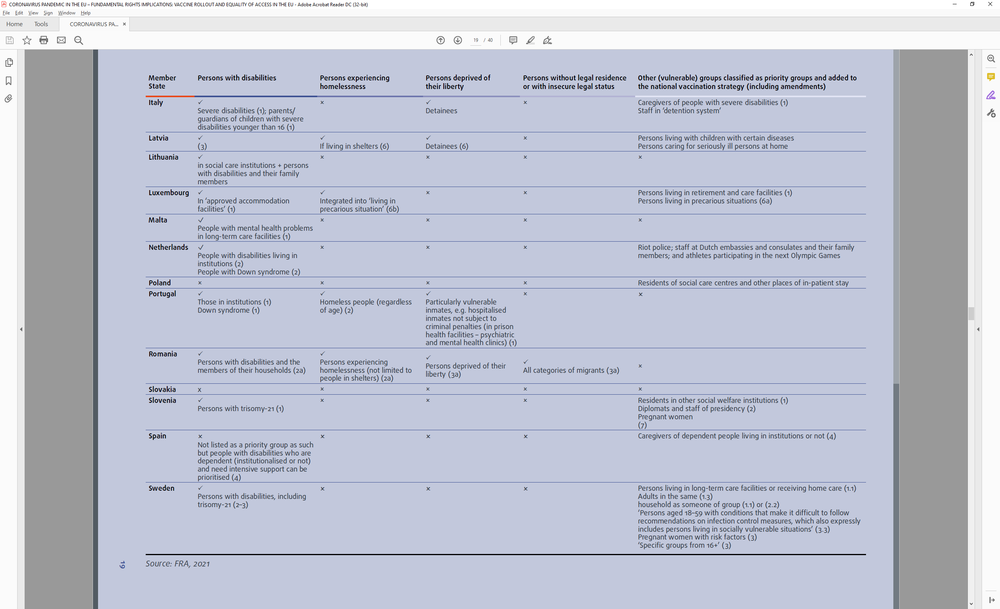 CORONAVIRUS PANDEMIC IN THE EU – FUNDAMENTAL RIGHTS IMPLICATIONS: VACCINE ROLLOUT AND EQUALITY OF ACCESS IN THE EU - Adobe Acrobat Reader DC (32-bit)
File Edit View Sign Window Help
Home Tools CORONAVIRUS PA... ×
19 / 40
Member State
Persons with disabilities
Persons experiencing homelessness
Persons deprived of their liberty
Persons without legal residence or with insecure legal status
Other (vulnerable) groups classified as priority groups and added to the national vaccination strategy (including amendments)
Italy
✓
Severe disabilities (1); parents/
guardians of children with severe
disabilities younger than 16 (1)
x
✓
Detainees
x
Caregivers of people with severe disabilities (1)
Staff in ‘detention system’
Latvia
✓
(3)
✓
If living in shelters (6)
✓
Detainees (6)
x
Persons living with children with certain diseases
Persons caring for seriously ill persons at home
Lithuania
✓
in social care institutions + persons
with disabilities and their family
members
x
x
x
x
Luxembourg
✓
In ‘approved accommodation
facilities’ (1)
✓
Integrated into ‘living in
precarious situation’ (6b)
x
x
Persons living in retirement and care facilities (1)
Persons living in precarious situations (6a)
Malta
✓
People with mental health problems
in long-term care facilities (1)
x
x
x
x
Netherlands
✓
People with disabilities living in
institutions (2)
People with Down syndrome (2)
x
x
x
Riot police; staff at Dutch embassies and consulates and their family
members; and athletes participating in the next Olympic Games
Poland
x
x
x
x
Residents of social care centres and other places of in-patient stay
Portugal
✓
Those in institutions (1)
Down syndrome (1)
✓
Homeless people (regardless
of age) (2)
✓
Particularly vulnerable
inmates, e.g. hospitalised
inmates not subject to
criminal penalties (in prison
health facilities – psychiatric
and mental health clinics) (1)
x
x
Romania
✓
Persons with disabilities and the
members of their households (2a)
✓
Persons experiencing
homelessness (not limited to
people in shelters) (2a)
✓
Persons deprived of their
liberty (3a)
✓
All categories of migrants (3a)
x
Slovakia
x
x
x
x
x
Slovenia
✓
Persons with trisomy-21 (1)
x
x
x
Residents in other social welfare institutions (1)
Diplomats and staff of presidency (2)
Pregnant women
(7)
Spain
x
Not listed as a priority group as such
but people with disabilities who are
dependent (institutionalised or not)
and need intensive support can be
prioritised (4)
x
x
x
Caregivers of dependent people living in institutions or not (4)
Sweden
✓
Persons with disabilities, including
trisomy-21 (2–3)
x
x
x
Persons living in long-term care facilities or receiving home care (1.1)
Adults in the same (1.3)
household as someone of group (1.1) or (2.2)
‘Persons aged 18–59 with conditions that make it difficult to follow
recommendations on infection control measures, which also expressly
includes persons living in socially vulnerable situations’ (3.3)
Pregnant women with risk factors (3)
‘Specific groups from 16+’ (3)
Source: FRA, 2021
19